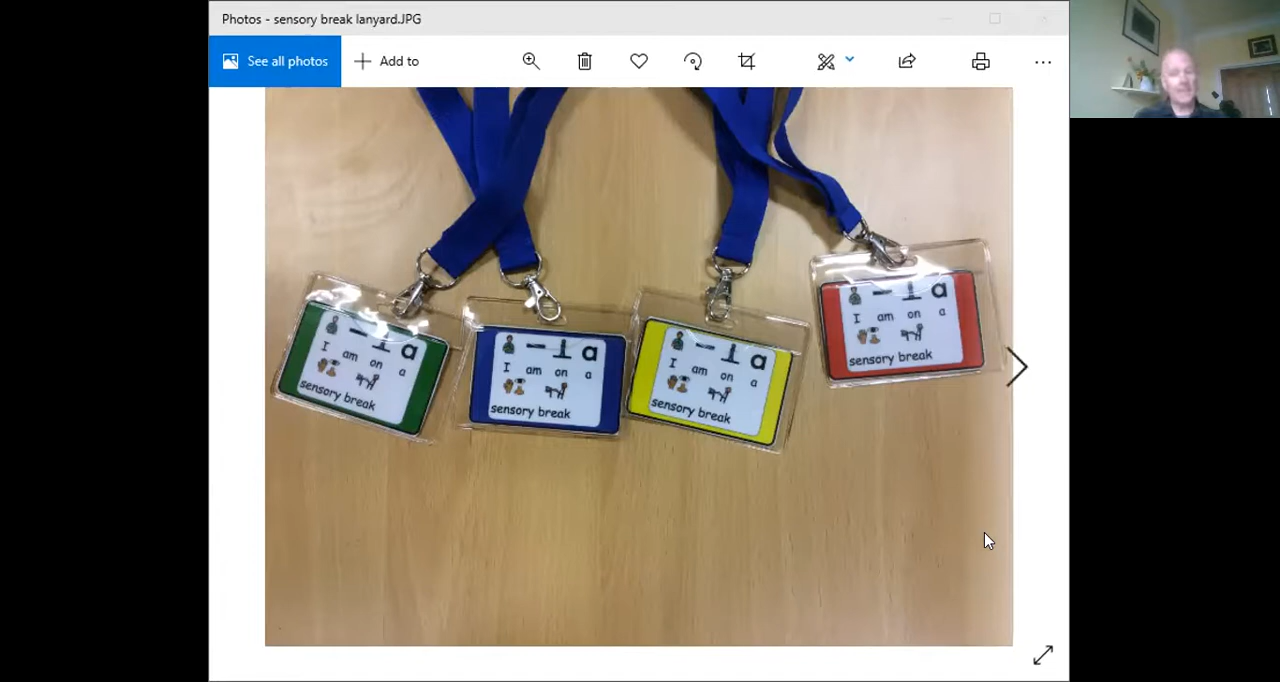 Photos - sensory break lanyard.JPG
See all photos
Add to
a
I am on a
sensory break
a
I am on a
sensory break
a
I am on a
sensory break
a
I am on a
sensory break